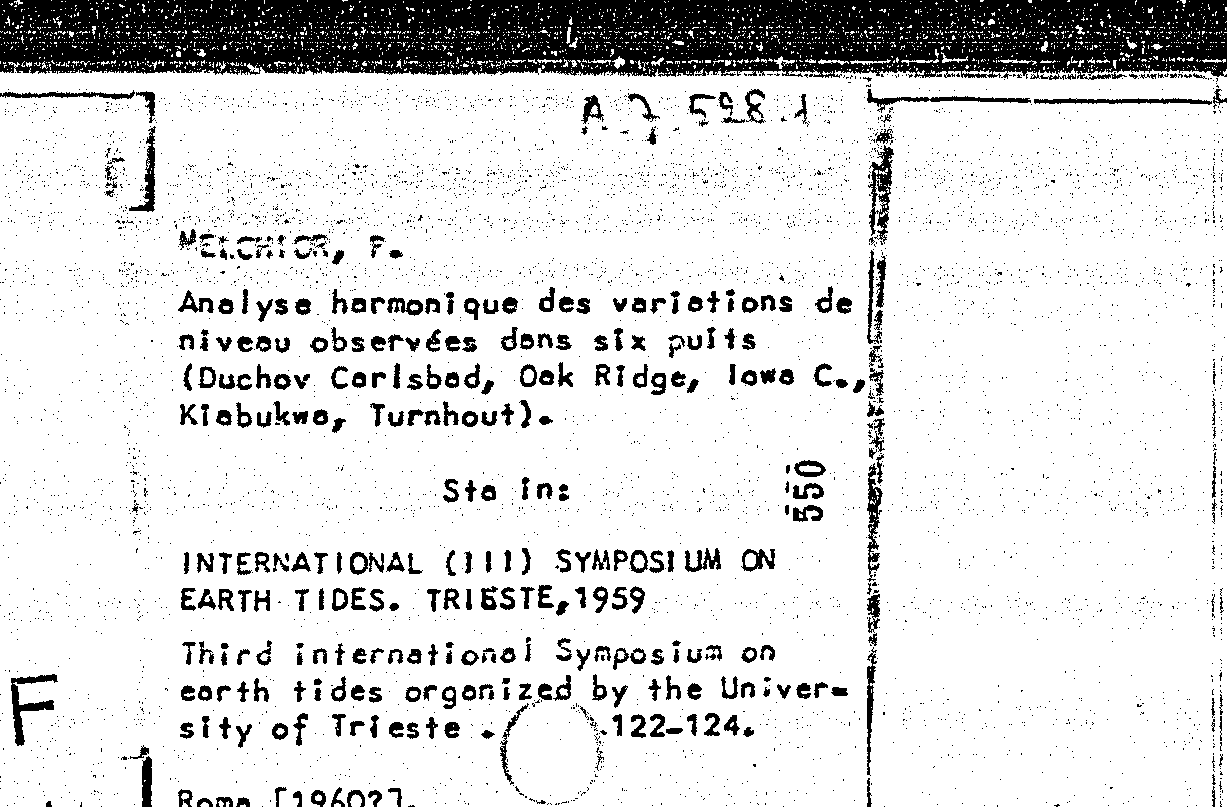 A.7.598.1
MELCHIOR, P.
Analyse harmonique des variations de
niveau observées dans six puits
(Duchov Carlsbad, Oak Ridge, Iowa C.,
Kiabukwa, Turnhout).
Sta in:
550
INTERNATIONAL (III) SYMPOSIUM ON
EARTH TIDES. TRIESTE,1959
Third international Symposium on
earth tides organized by the Univer=
sity of Trieste . .122-124.
F
Roma [1960?].